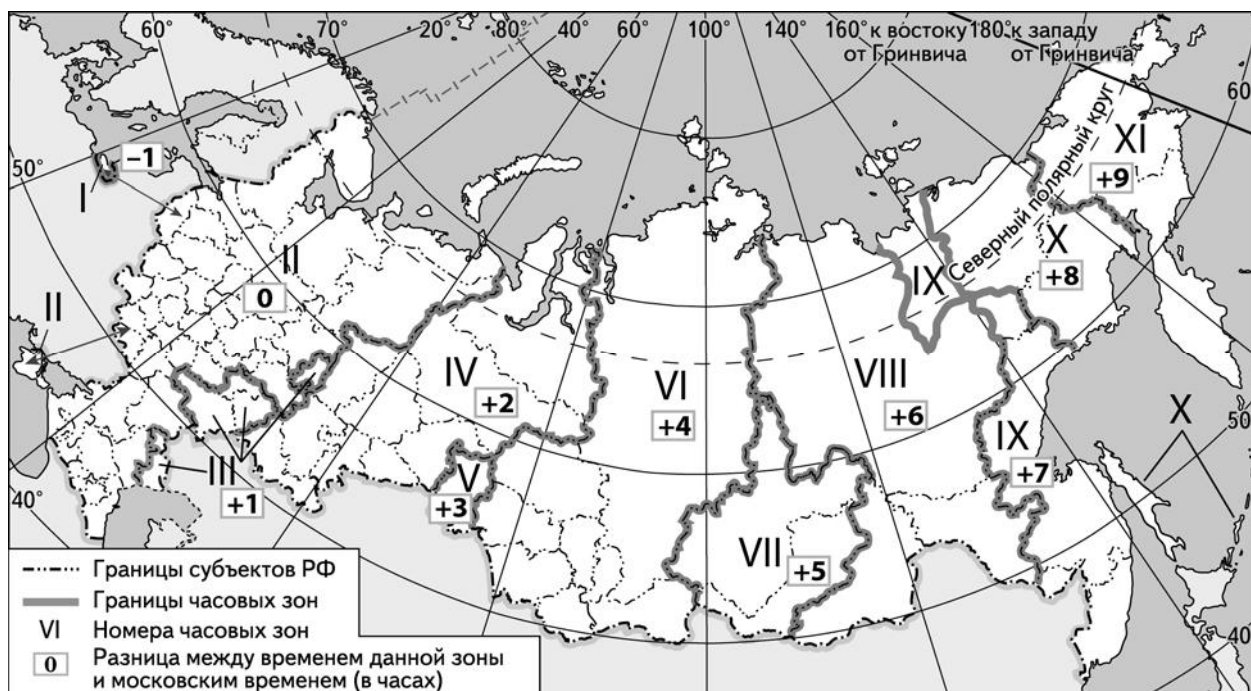 60° 70° 20° 40° 60° 100° 140° 160° к востоку 180° к западу
от Гринвича от Гринвича
60°
50°
–1
I
Северный полярный круг
XI
+9
II
0
X
+8
IX
II
IV
+2
VI
+4
VIII
+6
X
50°
IX
+7
V
+3
III
+1
40°
VII
+5
40°
Границы субъектов РФ
Границы часовых зон
VI Номера часовых зон
0 Разница между временем данной зоны
и московским временем (в часах)